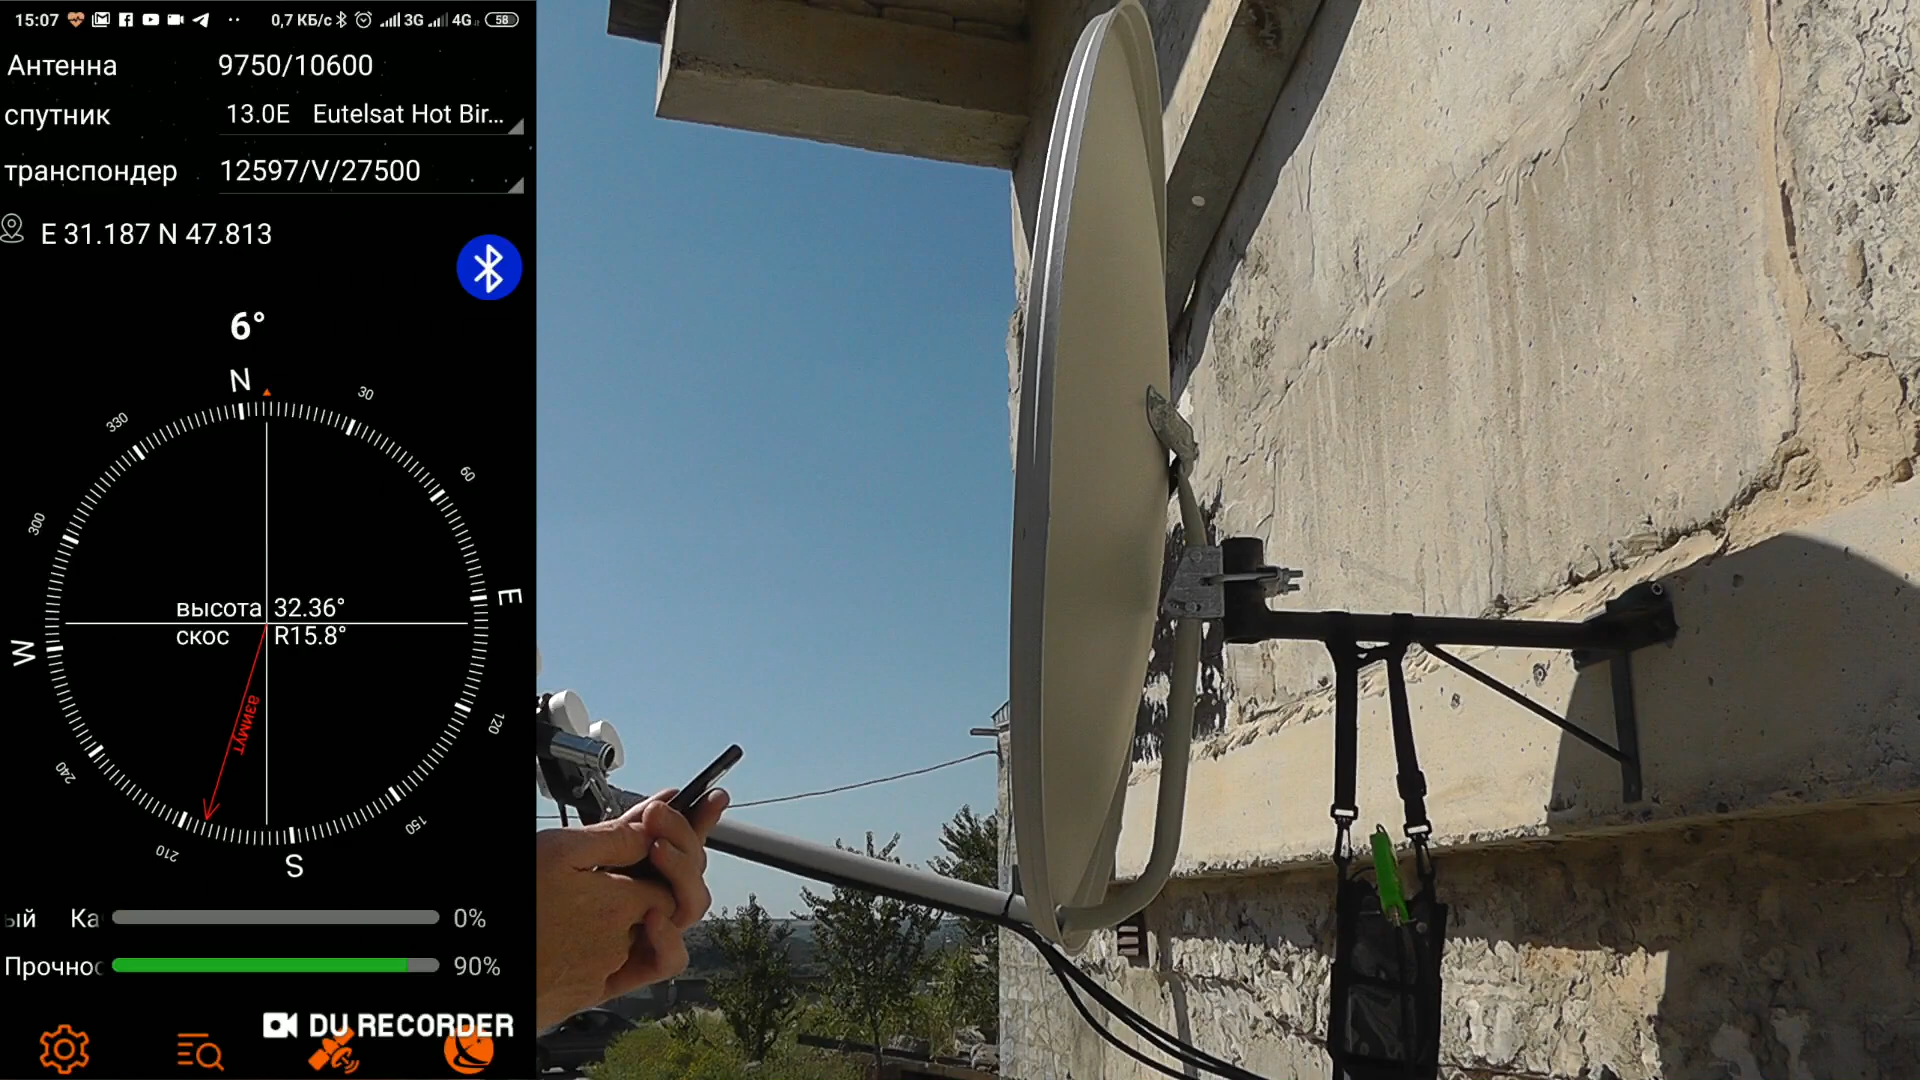 15:07 0,7 КБ/с 3G 4G 58
Антенна 9750/10600
спутник 13.0E Eutelsat Hot Bir...
транспондер 12597/V/27500
E 31.187 N 47.813
6°
N
30
60
E
120
150
S
210
240
W
300
330
высота 32.36°
скос R15.8°
азимут
ый Ка 0%
Прочнос 90%
DU RECORDER